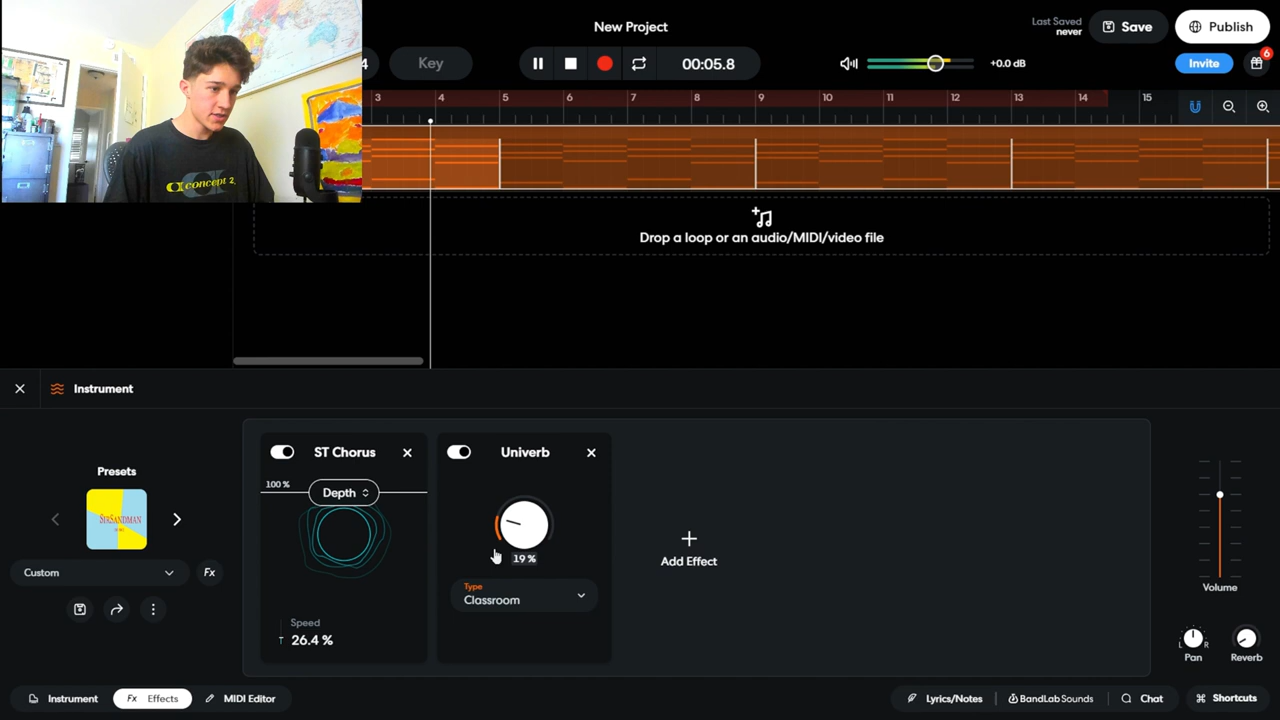 New Project
Last Saved
never
Save
Publish
4
Key
00:05.8
+0.0 dB
Invite
6
3 4 5 6 7 8 9 10 11 12 13 14 15
concept 2
Drop a loop or an audio/MIDI/video file
Instrument
Presets
SIRSANDMAN
Custom
Fx
ST Chorus
100 %
Depth
Speed
26.4 %
Univerb
19 %
Type
Classroom
Add Effect
Volume
L R
Pan
Reverb
Instrument
Fx Effects
MIDI Editor
Lyrics/Notes
BandLab Sounds
Chat
Shortcuts